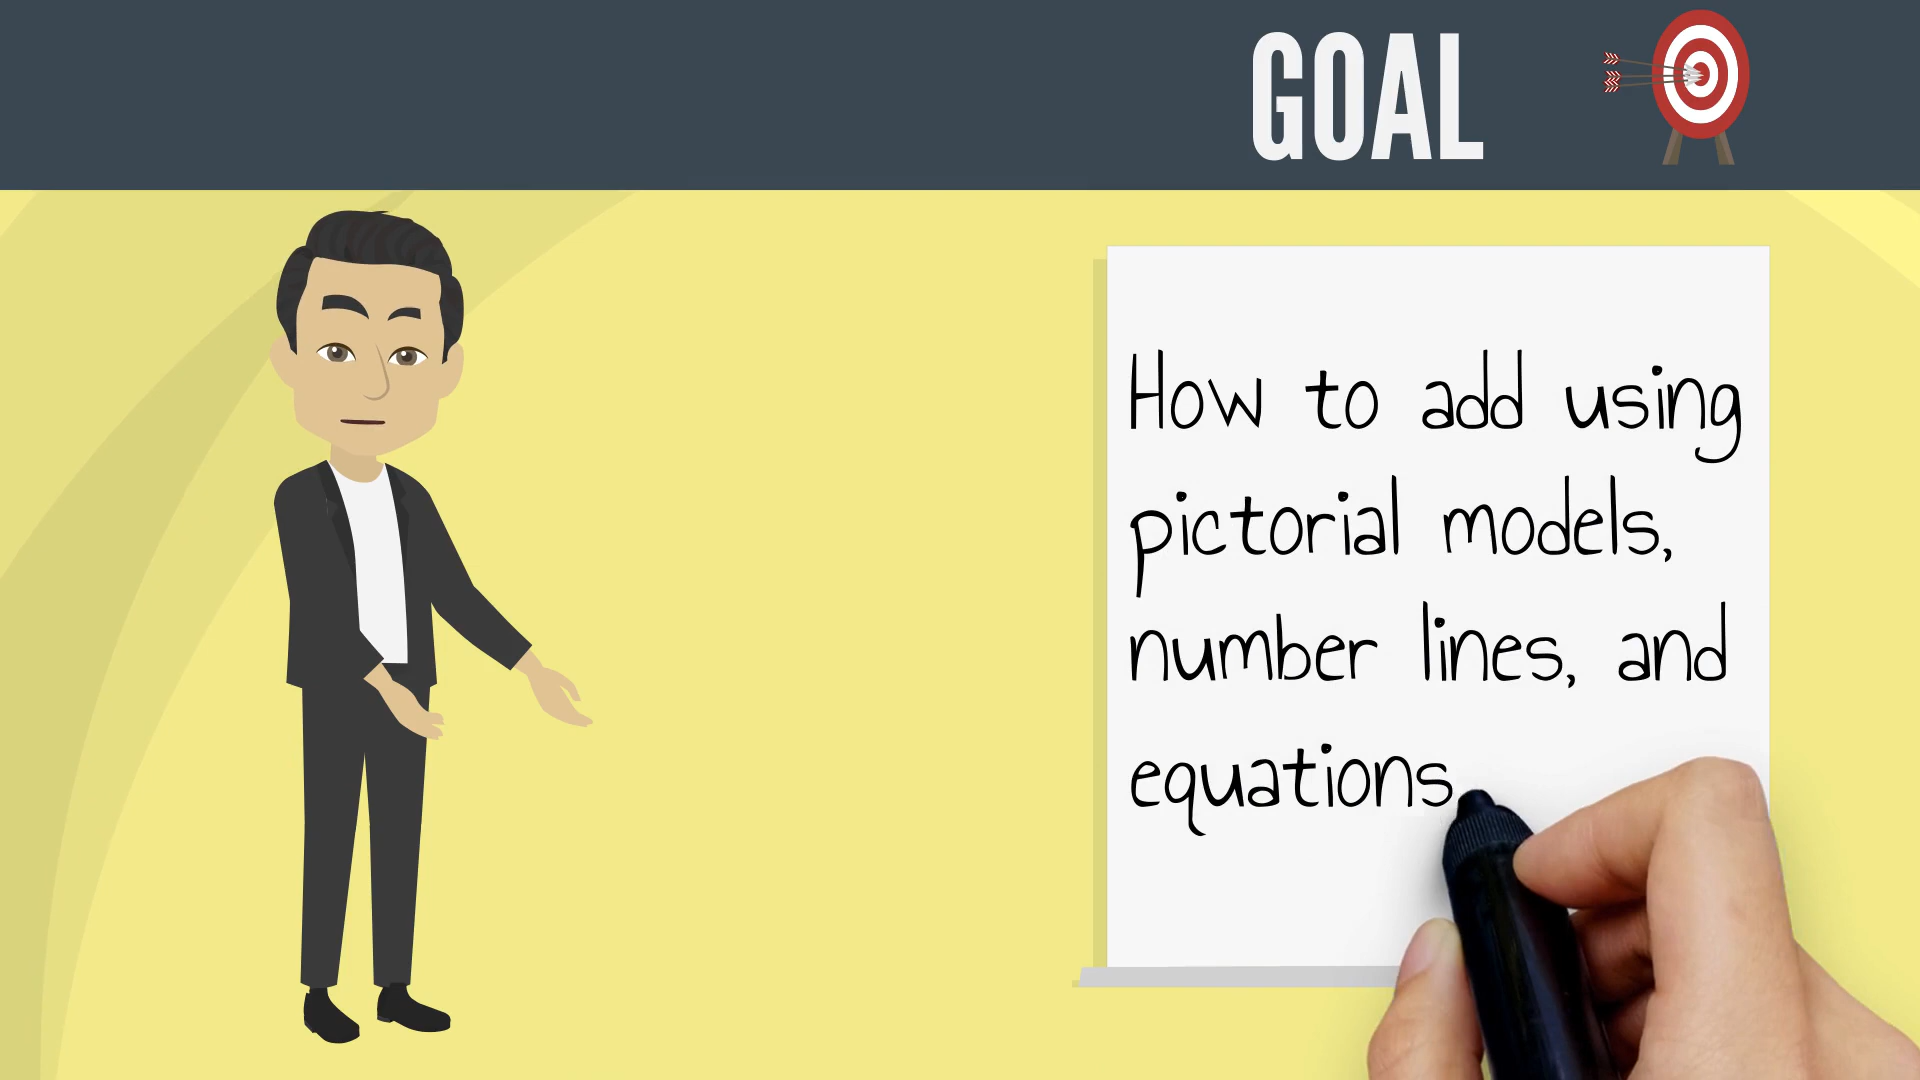 GOAL
How to add using
pictorial models,
number lines, and
equations